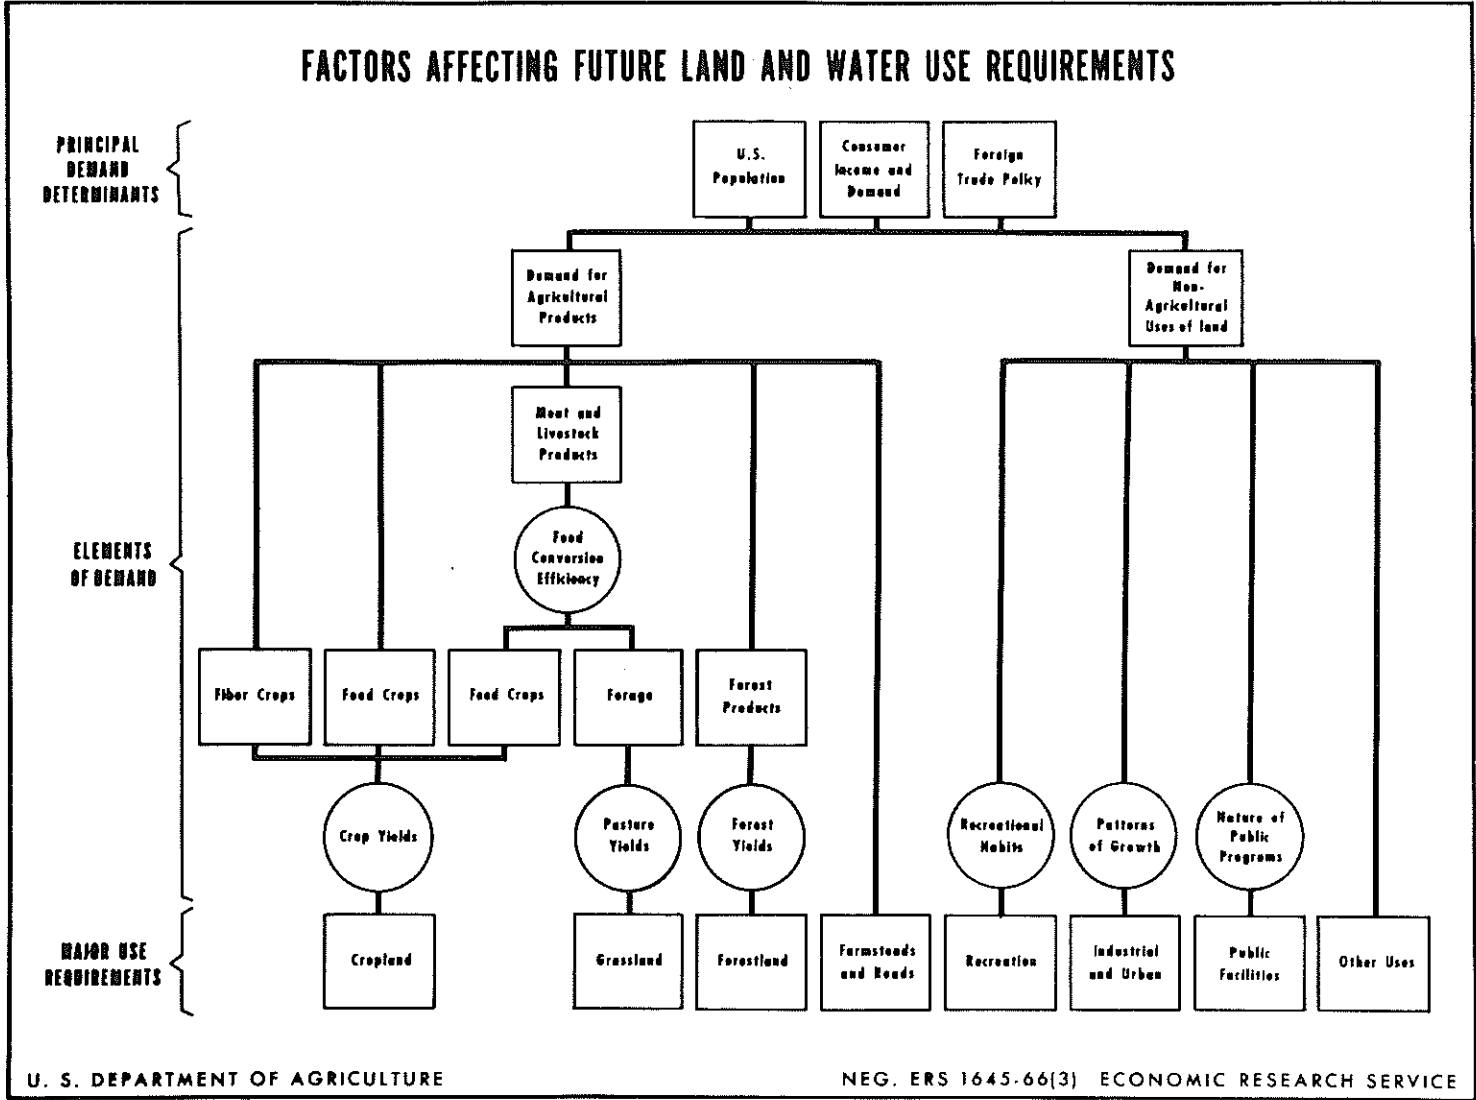 FACTORS AFFECTING FUTURE LAND AND WATER USE REQUIREMENTS
PRINCIPAL
DEMAND
DETERMINANTS
U.S.
Population
Consumer
Income and
Demand
Foreign
Trade Policy
Demand for
Agricultural
Products
Demand for
Non-
Agricultural
Uses of land
Meat and
Livestock
Products
ELEMENTS
OF DEMAND
Feed
Conversion
Efficiency
Fiber Crops
Food Crops
Feed Crops
Forage
Forest
Products
Crop Yields
Pasture
Yields
Forest
Yields
Recreational
Habits
Patterns
of Growth
Nature of
Public
Programs
MAJOR USE
REQUIREMENTS
Cropland
Grassland
Forestland
Farmsteads
and Roads
Recreation
Industrial
and Urban
Public
Facilities
Other Uses
U. S. DEPARTMENT OF AGRICULTURE
NEG. ERS 1645-66(3) ECONOMIC RESEARCH SERVICE